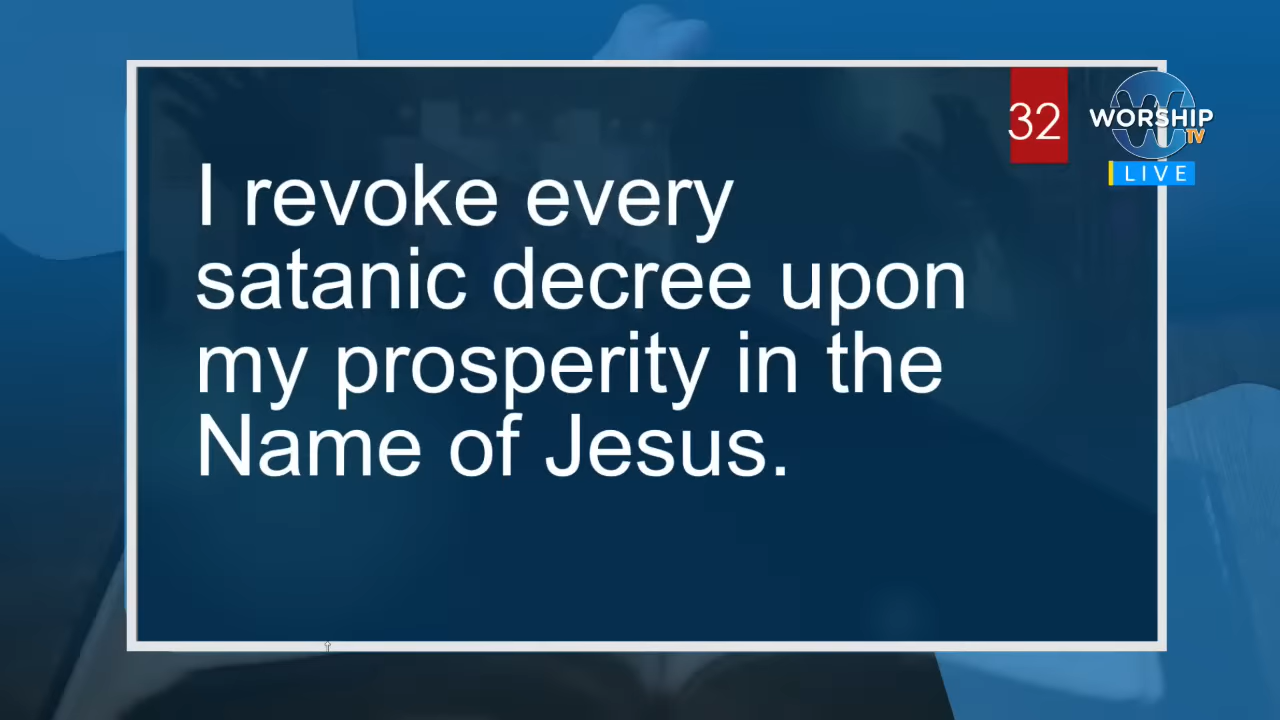 32
WORSHIP
TV
LIVE
I revoke every
satanic decree upon
my prosperity in the
Name of Jesus.